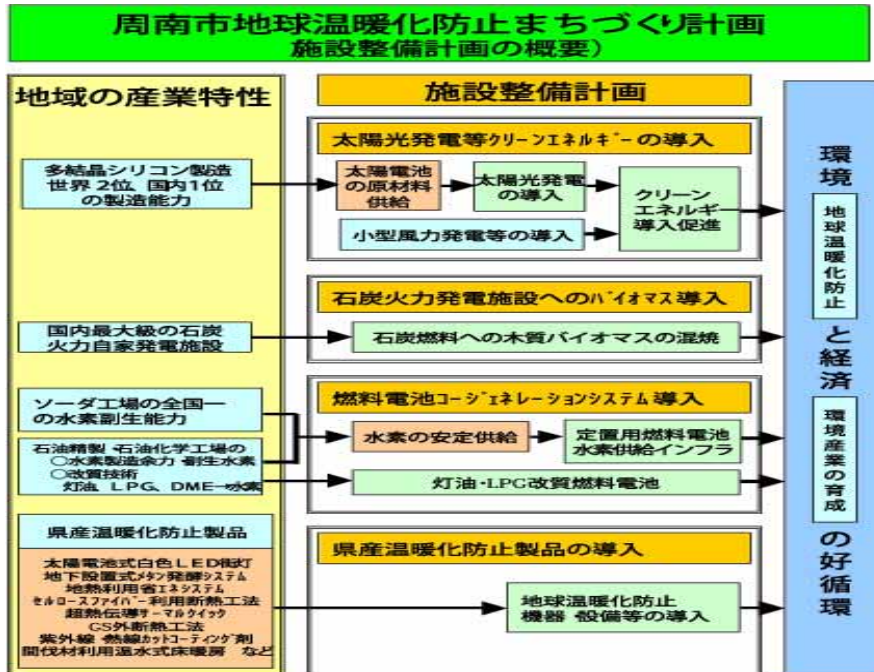 周南市地球温暖化防止まちづくり計画
施設整備計画の概要)
地域の産業特性
多結晶シリコン製造
世界2位、国内1位
の製造能力
国内最大級の石炭
火力自家発電施設
ソーダ工場の全国一
の水素副生能力
石油精製・石油化学工場の
○水素製造余力・副生水素
○改質技術
灯油、LPG、DME→水素
県産温暖化防止製品
太陽電池式白色LED街灯
地下設置式メタン発酵システム
地熱利用省エネシステム
セルロースファイバー利用断熱工法
超熱伝導サーマルクイック
CS外断熱工法
紫外線・熱線カットコーティング剤
間伐材利用温水式床暖房 など
施設整備計画
太陽光発電等クリーンエネルギーの導入
太陽電池
の原材料
供給
太陽光発電
の導入
小型風力発電等の導入
クリーン
エネルギー
導入促進
石炭火力発電施設へのバイオマス導入
石炭燃料への木質バイオマスの混焼
燃料電池コージェネレーションシステム導入
水素の安定供給
定置用燃料電池
水素供給インフラ
灯油・LPG改質燃料電池
県産温暖化防止製品の導入
地球温暖化防止
機器・設備等の導入
環境
地球温暖化防止
と経済
環境産業の育成
の好循環